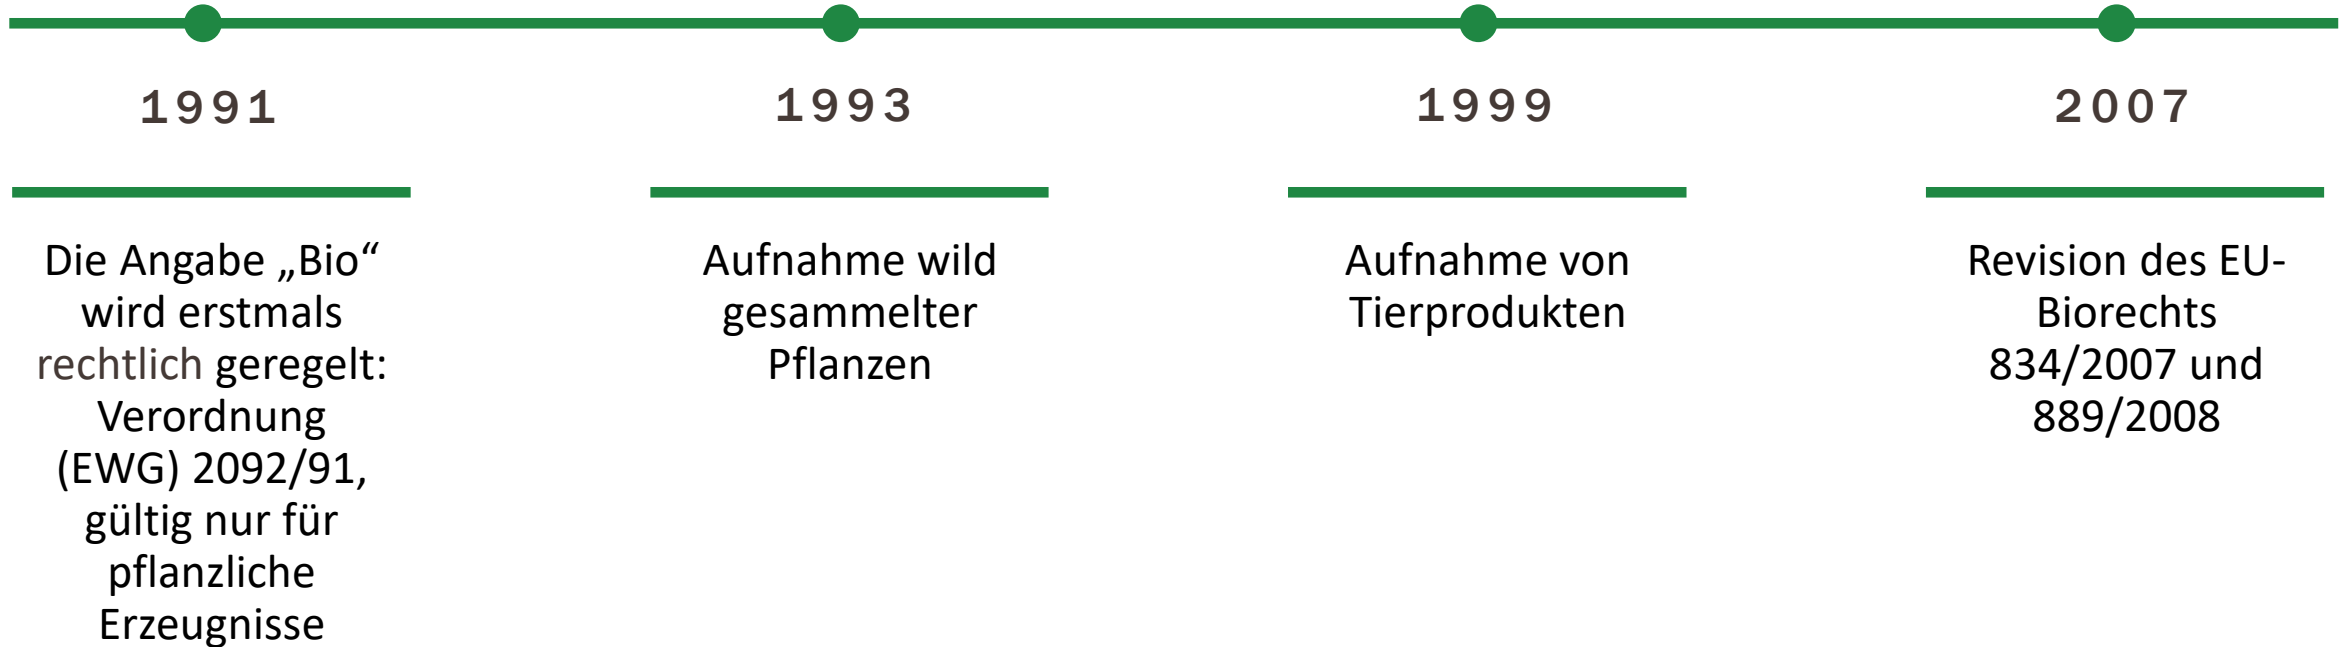 1991
Die Angabe „Bio“
wird erstmals
rechtlich geregelt:
Verordnung
(EWG) 2092/91,
gültig nur für
pflanzliche
Erzeugnisse
1993
Aufnahme wild
gesammelter
Pflanzen
1999
Aufnahme von
Tierprodukten
2007
Revision des EU-
Biorechts
834/2007 und
889/2008